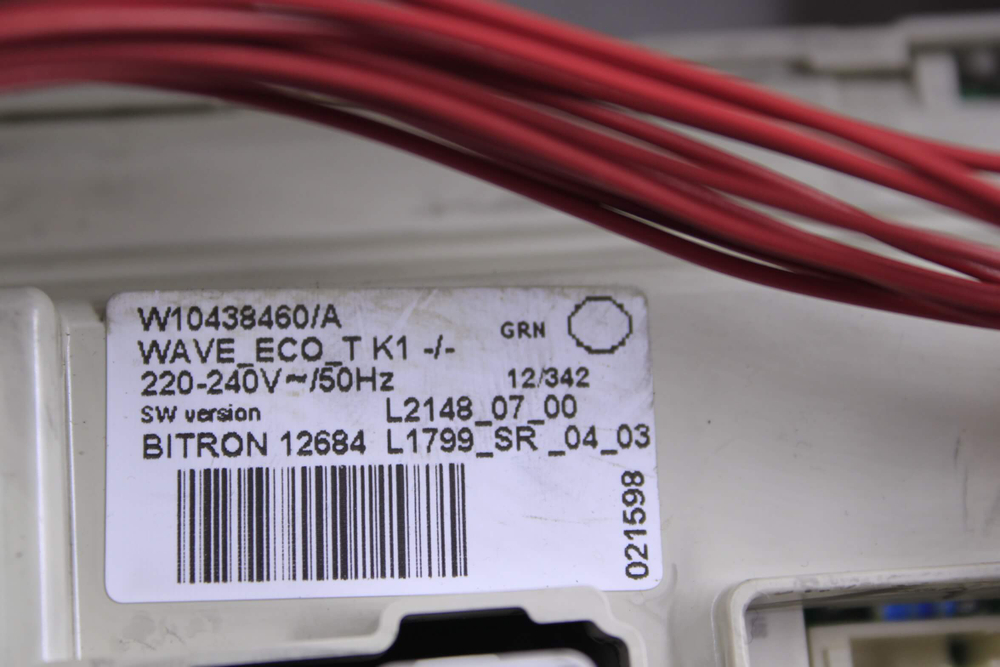 W10438460/A
WAVE_ECO_T K1 -/- GRN
220-240V~/50Hz 12/342
SW version L2148_07_00
BITRON 12684 L1799_SR _04_03
021598